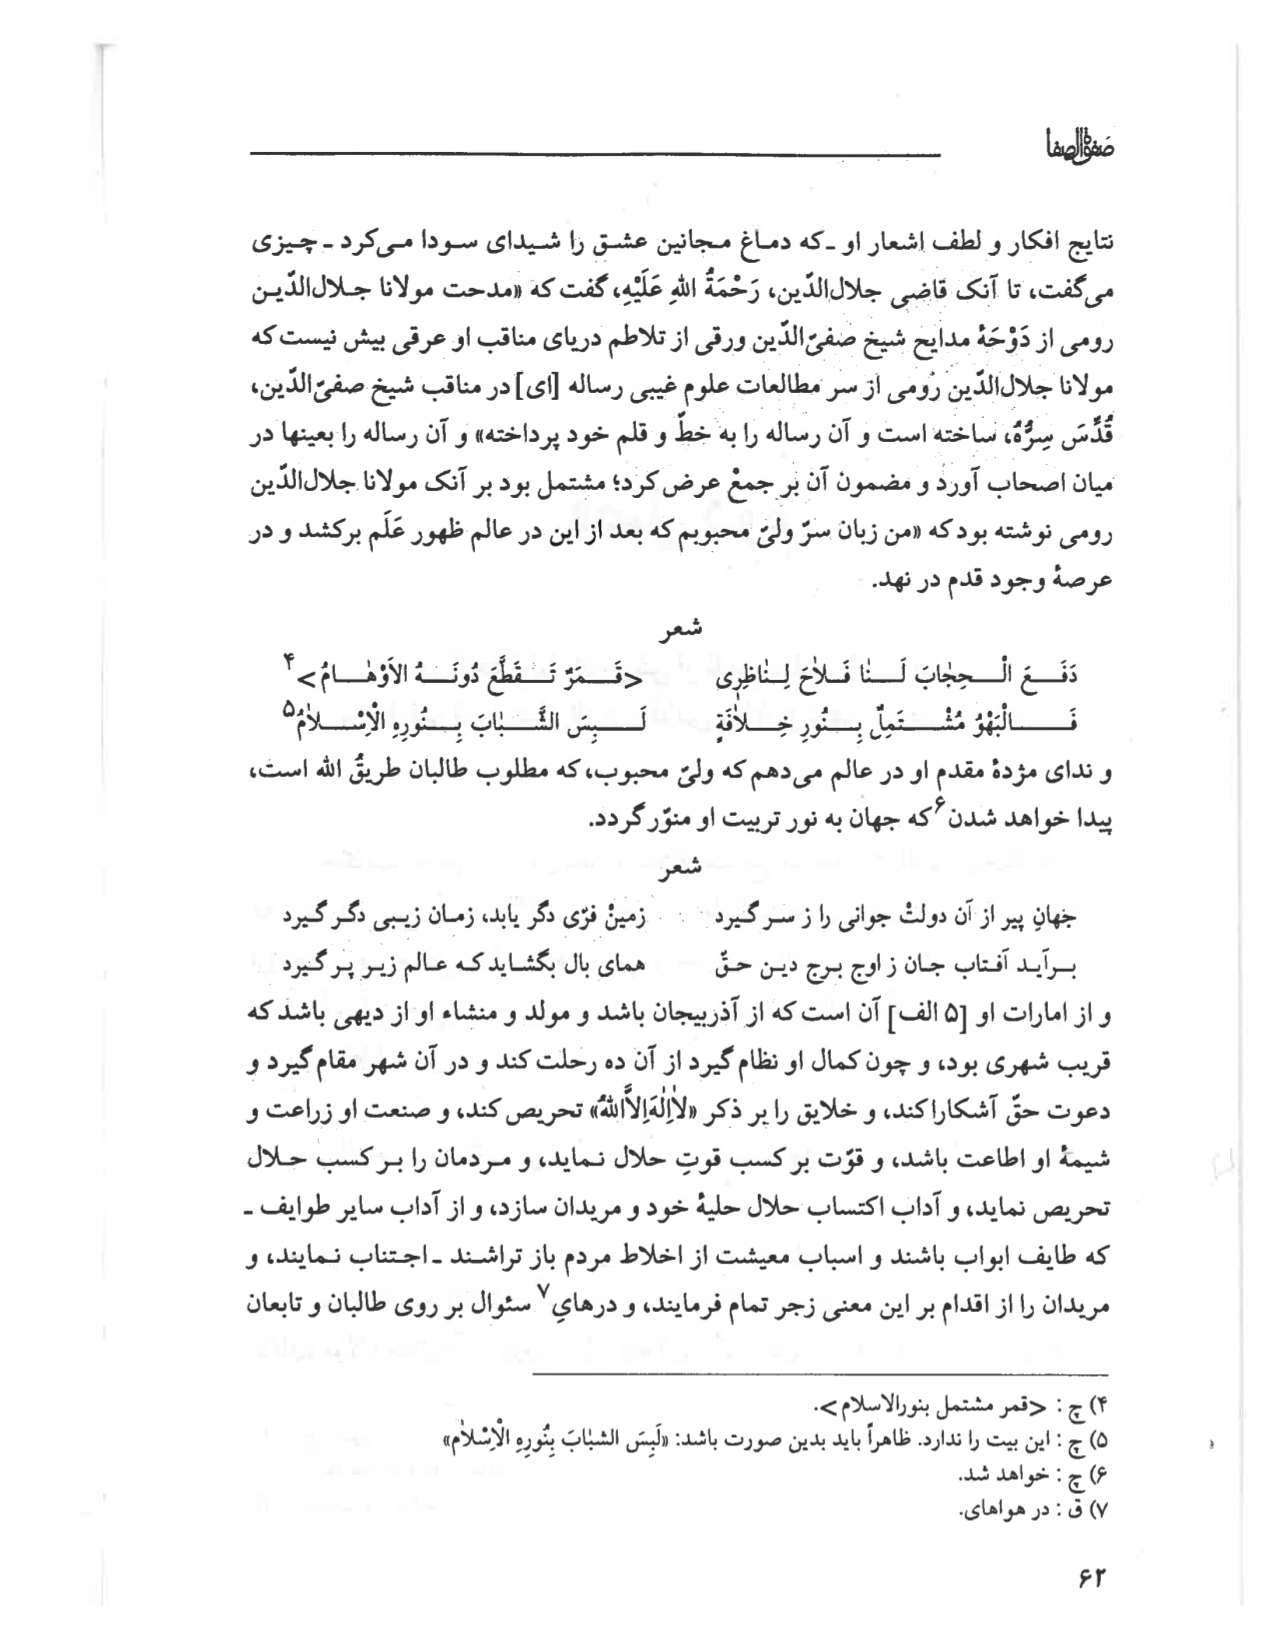 صفوة‌الصفا
نتایج افکار و لطف اشعار او ـ که دماغ مجانین عشق را شیدای سودا می‌کرد ـ چیزی
می‌گفت، تا آنک قاضی جلال‌الدّین، رَحْمَةُ اللهِ عَلَیْهِ، گفت که «مدحت مولانا جلال‌الدّین
رومی از دَوْحَهٔ مدایح شیخ صفیّ‌الدّین ورقی از تلاطم دریای مناقب او عرقی بیش نیست که
مولانا جلال‌الدّین رومی از سر مطالعات علوم غیبی رساله [ای] در مناقب شیخ صفیّ‌الدّین،
قُدِّسَ سِرُّهُ، ساخته است و آن رساله را به خطّ و قلم خود پرداخته» و آن رساله را بعینها در
میان اصحاب آورد و مضمون آن بر جمعْ عرض کرد؛ مشتمل بود بر آنک مولانا جلال‌الدّین
رومی نوشته بود که «من زبان سرّ ولیّ محبوبم که بعد از این در عالم ظهور عَلَم برکشد و در
عرصهٔ وجود قدم در نهد.
شعر
دَفَعَ الْحِجٰابَ لَنٰا فَلاٰحَ لِنٰاظِری <قَمَرٌ تَقَطَّعَ دُونَهُ الاَوْهٰامُ>۴
فَالْبَهْوُ مُشْتَمِلٌ بِنُورِ خِلاٰفَةٍ لَبِسَ الشَّبٰابَ بِنُورِهِ الْاِسْلاٰمُ۵
و ندای مژدهٔ مقدم او در عالم می‌دهم که ولیّ محبوب، که مطلوب طالبان طریقُ الله است،
پیدا خواهد شدن۶ که جهان به نور تربیت او منوّر گردد.
شعر
جهانِ پیر از آن دولتْ جوانی را ز سر گیرد زمینْ فرّی دگر یابد، زمان زیبی دگر گیرد
برآید آفتاب جان ز اوج برج دین حقّ همای بال بگشاید که عالم زیر پر گیرد
و از امارات او [۵ الف] آن است که از آذربیجان باشد و مولد و منشاء او از دیهی باشد که
قریب شهری بود، و چون کمال او نظام گیرد از آن ده رحلت کند و در آن شهر مقام گیرد و
دعوت حقّ آشکارا کند، و خلایق را بر ذکر «لاٰاِلٰهَ‌اِلاَّاللهُ» تحریص کند، و صنعت او زراعت و
شیمهٔ او اطاعت باشد، و قوّت بر کسب قوتِ حلال نماید، و مردمان را بر کسب حلال
تحریص نماید، و آداب اکتساب حلال حلیهٔ خود و مریدان سازد، و از آداب سایر طوایف ـ
که طایف ابواب باشند و اسباب معیشت از اخلاط مردم باز تراشند ـ اجتناب نمایند، و
مریدان را از اقدام بر این معنی زجر تمام فرمایند، و درهایِ۷ سئوال بر روی طالبان و تابعان
۴) چ : <قمر مشتمل بنورالاسلام>.
۵) چ : این بیت را ندارد. ظاهراً باید بدین صورت باشد: «لَبِسَ الشبٰابَ بِنُورِهِ الْاِسْلاٰم»
۶) چ : خواهد شد.
۷) ق : در هواهای.
۶۲